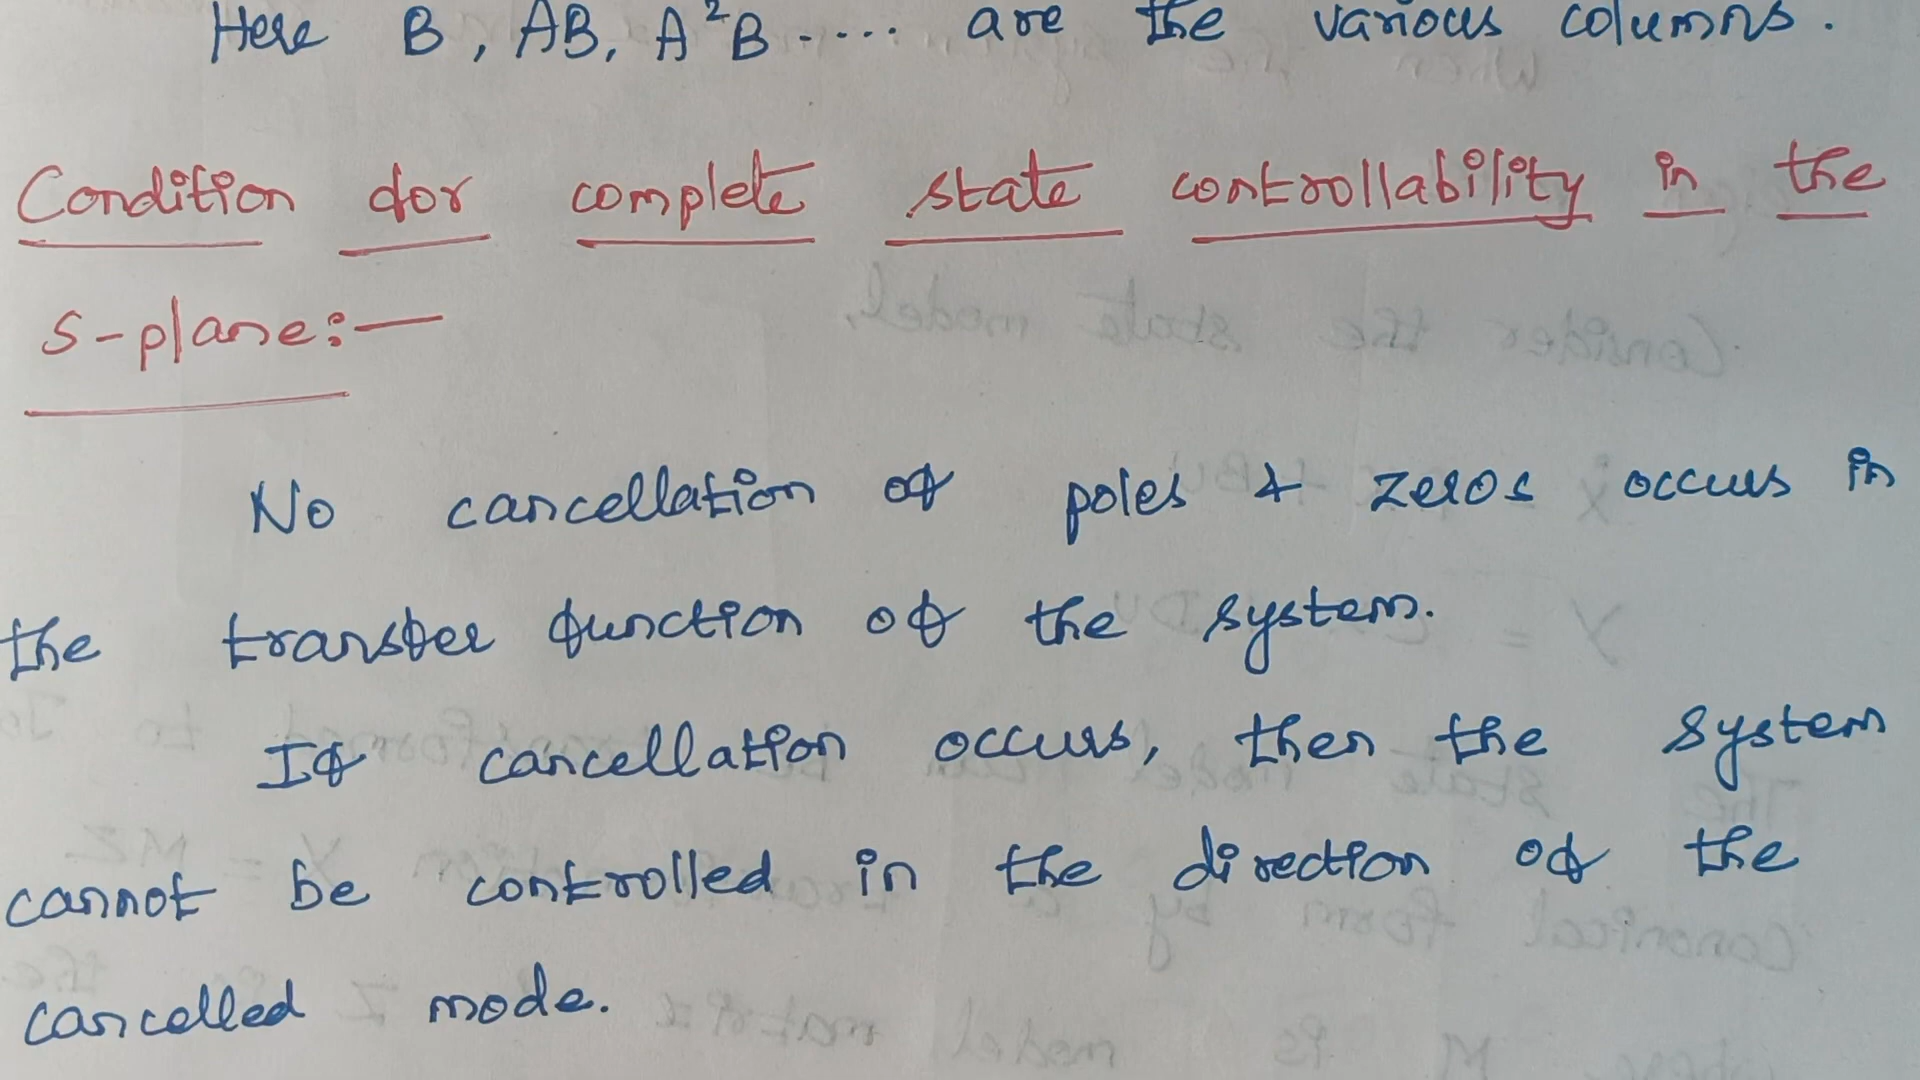 Here B, AB, A²B ..... are the various columns.
Condition for complete state controllability in the
S-plane:—
No cancellation of poles & zeros occurs in
the transfer function of the system.
If cancellation occurs, then the system
cannot be controlled in the direction of the
cancelled mode.